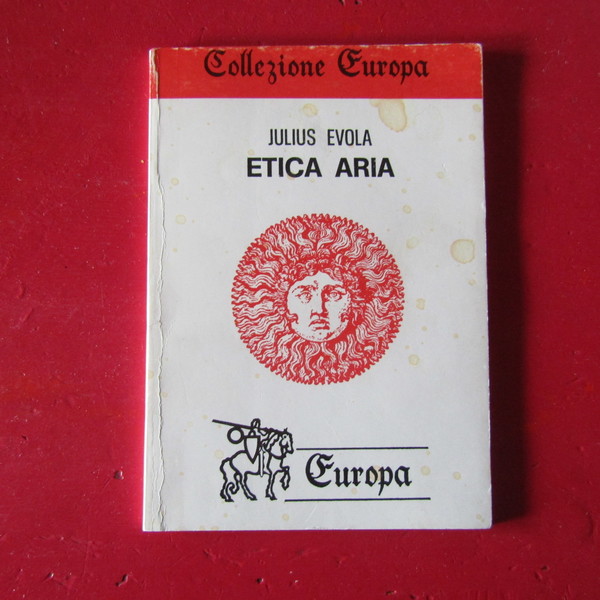 Collezione Europa
JULIUS EVOLA
ETICA ARIA
Europa